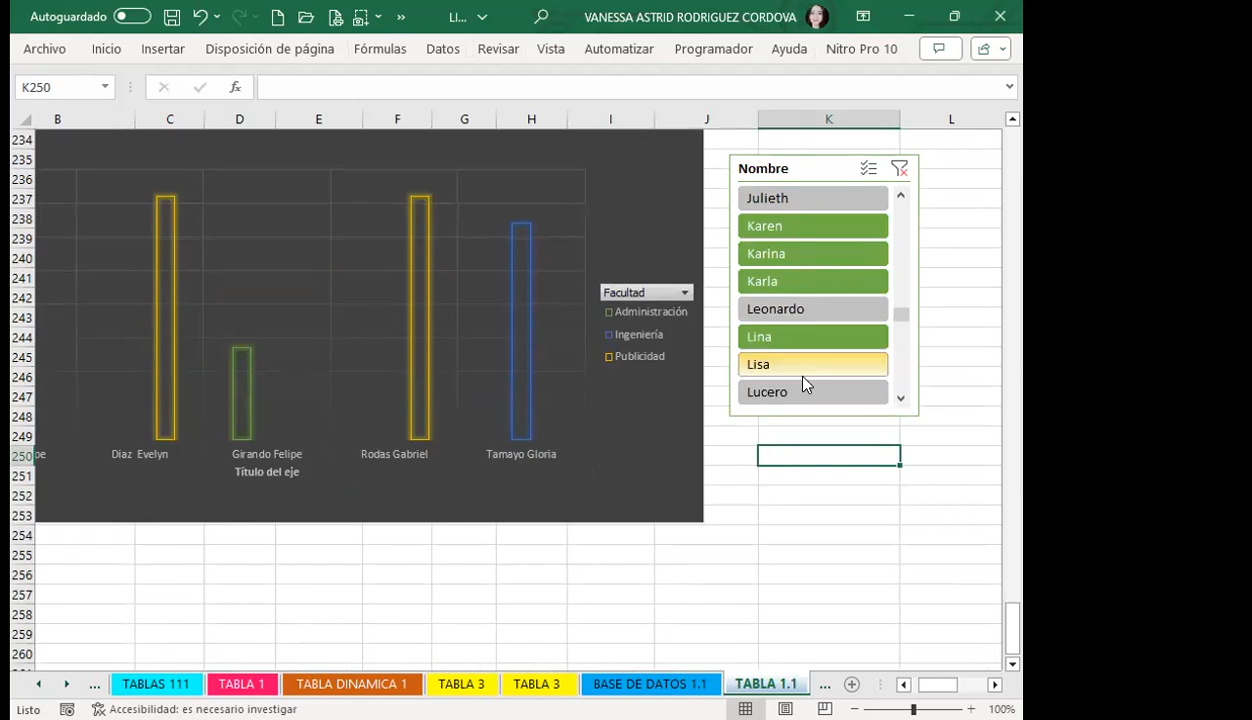 Autoguardado
LI...
VANESSA ASTRID RODRIGUEZ CORDOVA
Archivo Inicio Insertar Disposición de página Fórmulas Datos Revisar Vista Automatizar Programador Ayuda Nitro Pro 10
K250
fx
B C D E F G H I J K L
234
235
236
237
238
239
240
241
242
243
244
245
246
247
248
249
250
251
252
253
254
255
256
257
258
259
260
Diaz Evelyn Girando Felipe Rodas Gabriel Tamayo Gloria
Título del eje
Facultad
Administración
Ingeniería
Publicidad
Nombre
Julieth
Karen
Karina
Karla
Leonardo
Lina
Lisa
Lucero
... TABLAS 111 TABLA 1 TABLA DINAMICA 1 TABLA 3 TABLA 3 BASE DE DATOS 1.1 TABLA 1.1 ...
Listo Accesibilidad: es necesario investigar 100%